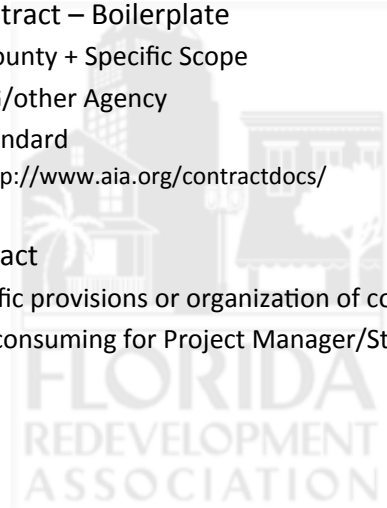 tract – Boilerplate
ounty + Specific Scope
/other Agency
ndard
p://www.aia.org/contractdocs/
act
fic provisions or organization of co
consuming for Project Manager/St
FLORIDA
REDEVELOPMENT
ASSOCIATION